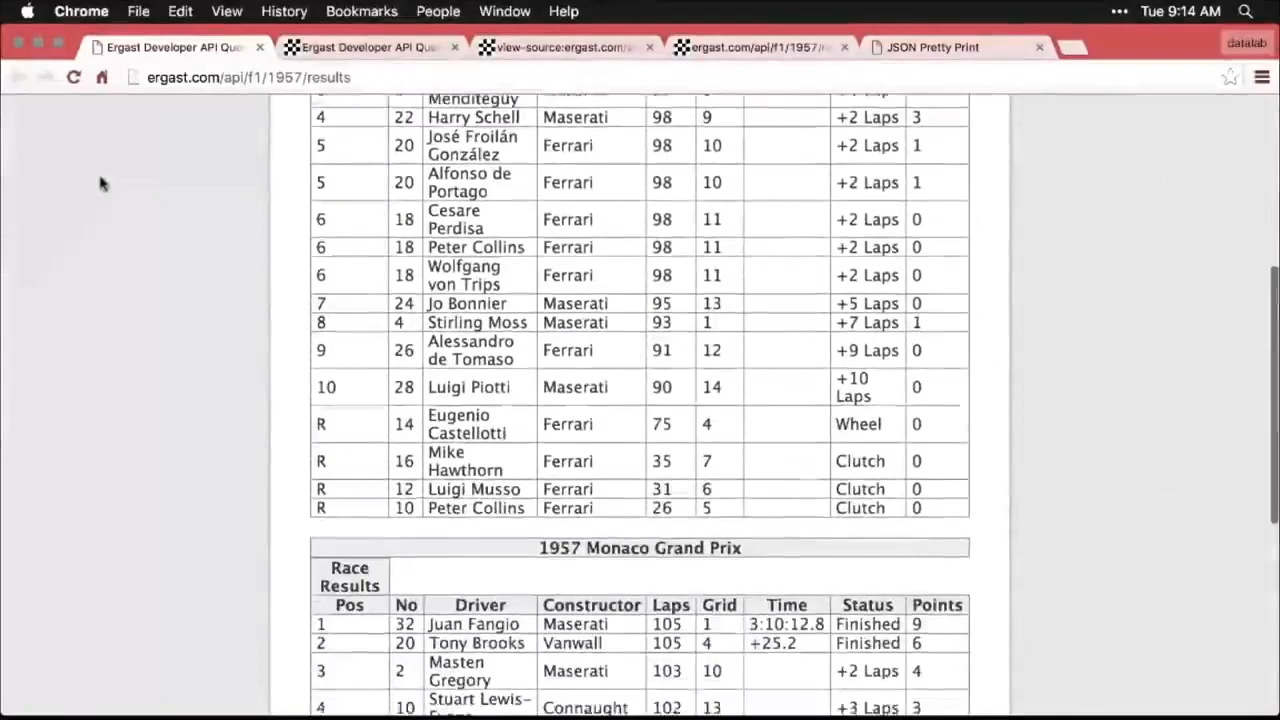 Chrome File Edit View History Bookmarks People Window Help ••• Tue 9:14 AM
Ergast Developer API Que × Ergast Developer API Que × view-source:ergast.com/ × ergast.com/api/f1/1957/r × JSON Pretty Print × datalab
ergast.com/api/f1/1957/results
Menditeguy
4 22 Harry Schell Maserati 98 9 +2 Laps 3
5 20 José Froilán González Ferrari 98 10 +2 Laps 1
5 20 Alfonso de Portago Ferrari 98 10 +2 Laps 1
6 18 Cesare Perdisa Ferrari 98 11 +2 Laps 0
6 18 Peter Collins Ferrari 98 11 +2 Laps 0
6 18 Wolfgang von Trips Ferrari 98 11 +2 Laps 0
7 24 Jo Bonnier Maserati 95 13 +5 Laps 0
8 4 Stirling Moss Maserati 93 1 +7 Laps 1
9 26 Alessandro de Tomaso Ferrari 91 12 +9 Laps 0
10 28 Luigi Piotti Maserati 90 14 +10 Laps 0
R 14 Eugenio Castellotti Ferrari 75 4 Wheel 0
R 16 Mike Hawthorn Ferrari 35 7 Clutch 0
R 12 Luigi Musso Ferrari 31 6 Clutch 0
R 10 Peter Collins Ferrari 26 5 Clutch 0
1957 Monaco Grand Prix
Race Results
Pos No Driver Constructor Laps Grid Time Status Points
1 32 Juan Fangio Maserati 105 1 3:10:12.8 Finished 9
2 20 Tony Brooks Vanwall 105 4 +25.2 Finished 6
3 2 Masten Gregory Maserati 103 10 +2 Laps 4
4 10 Stuart Lewis- Connaught 102 13 +3 Laps 3